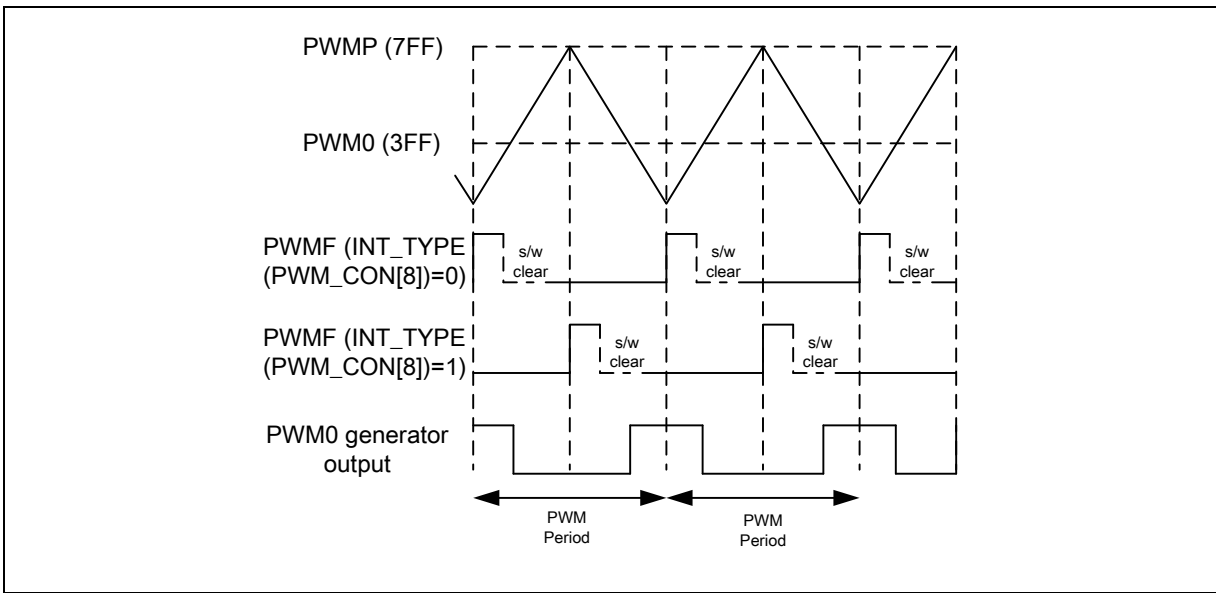 PWMP (7FF)
PWM0 (3FF)
PWMF (INT_TYPE
(PWM_CON[8])=0)
s/w
clear
s/w
clear
s/w
clear
PWMF (INT_TYPE
(PWM_CON[8])=1)
s/w
clear
s/w
clear
PWM0 generator
output
PWM
Period
PWM
Period